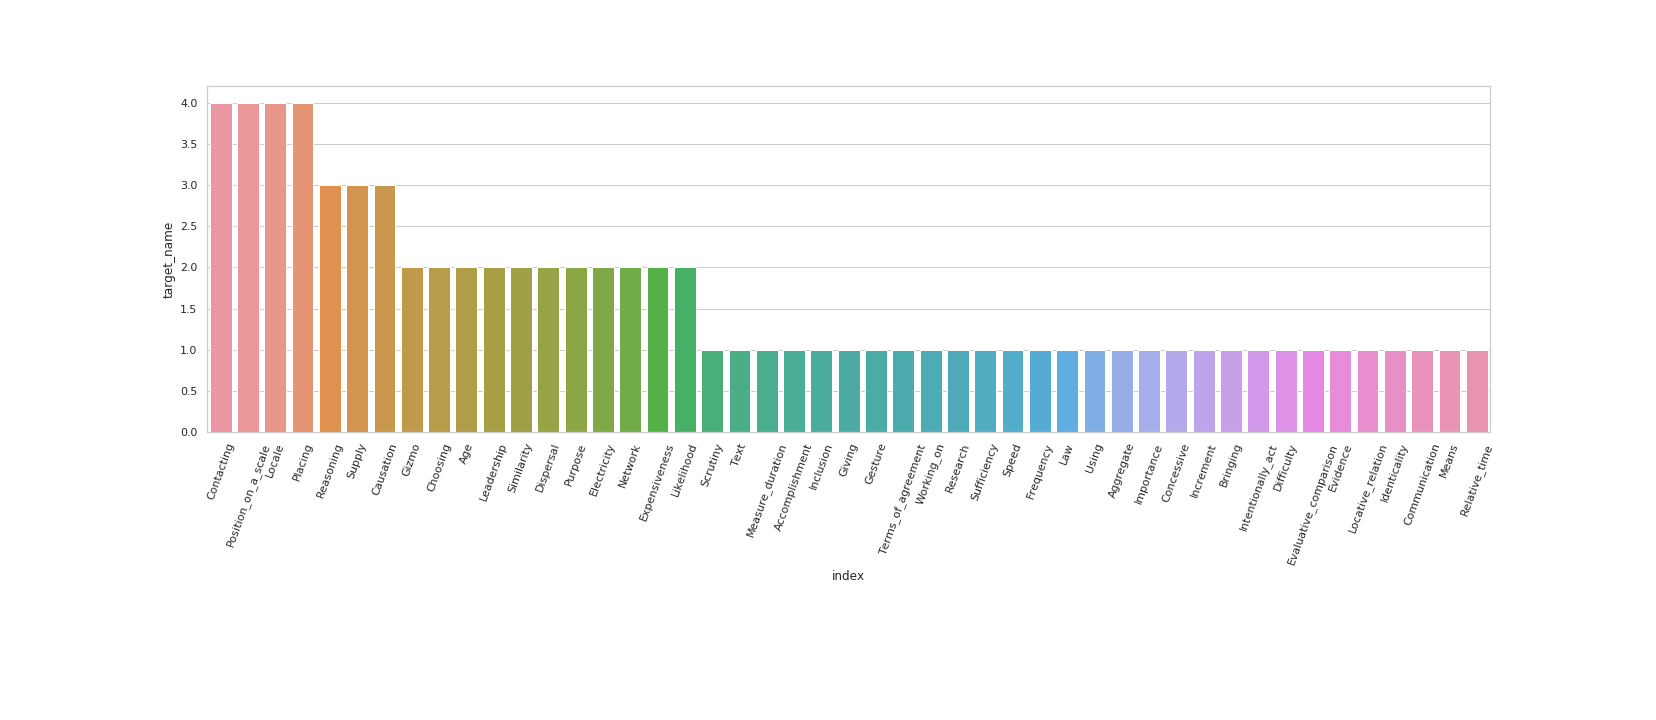 4.0
3.5
3.0
2.5
2.0
1.5
1.0
0.5
0.0
target_name
Contacting
Position_on_a_scale
Locale
Placing
Reasoning
Supply
Causation
Gizmo
Choosing
Age
Leadership
Similarity
Dispersal
Purpose
Electricity
Network
Expensiveness
Likelihood
Scrutiny
Text
Measure_duration
Accomplishment
Inclusion
Giving
Gesture
Terms_of_agreement
Working_on
Research
Sufficiency
Speed
Frequency
Law
Using
Aggregate
Importance
Concessive
Increment
Bringing
Intentionally_act
Difficulty
Evaluative_comparison
Evidence
Locative_relation
Identicality
Communication
Means
Relative_time
index